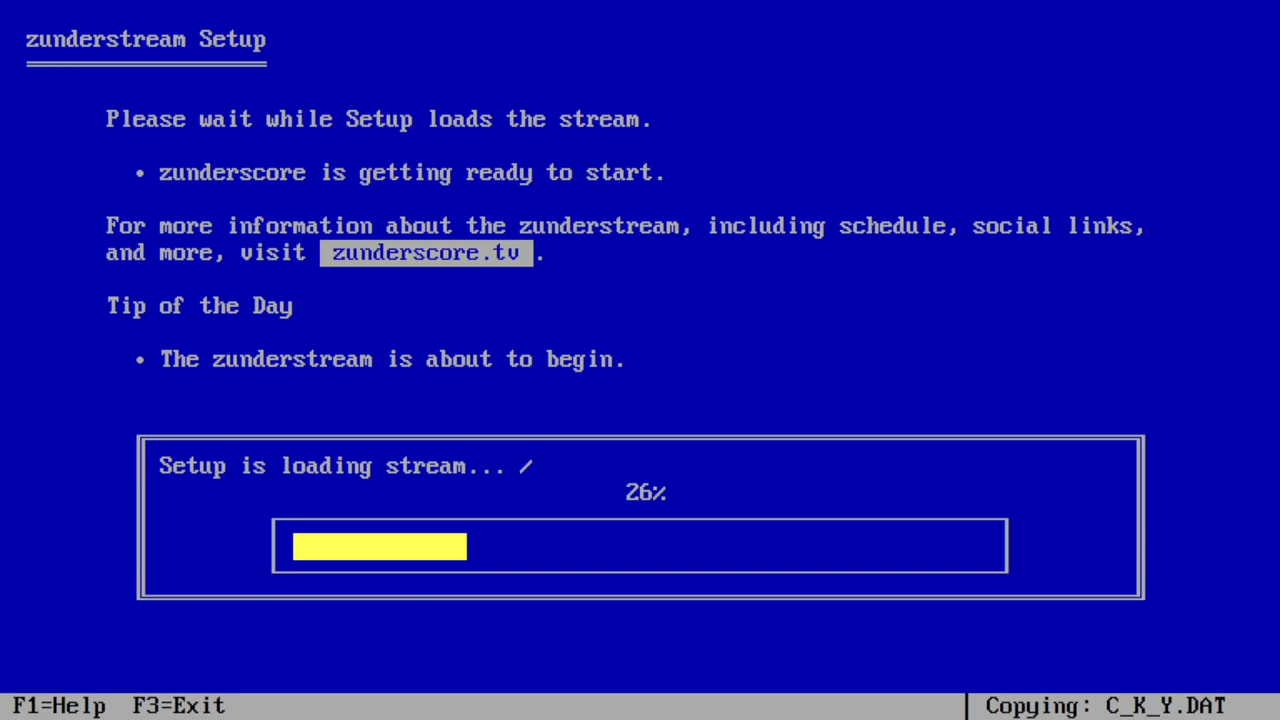 zunderstream Setup
Please wait while Setup loads the stream.
• zunderscore is getting ready to start.
For more information about the zunderstream, including schedule, social links,
and more, visit zunderscore.tv .
Tip of the Day
• The zunderstream is about to begin.
Setup is loading stream... /
26%
F1=Help F3=Exit | Copying: C_K_Y.DAT